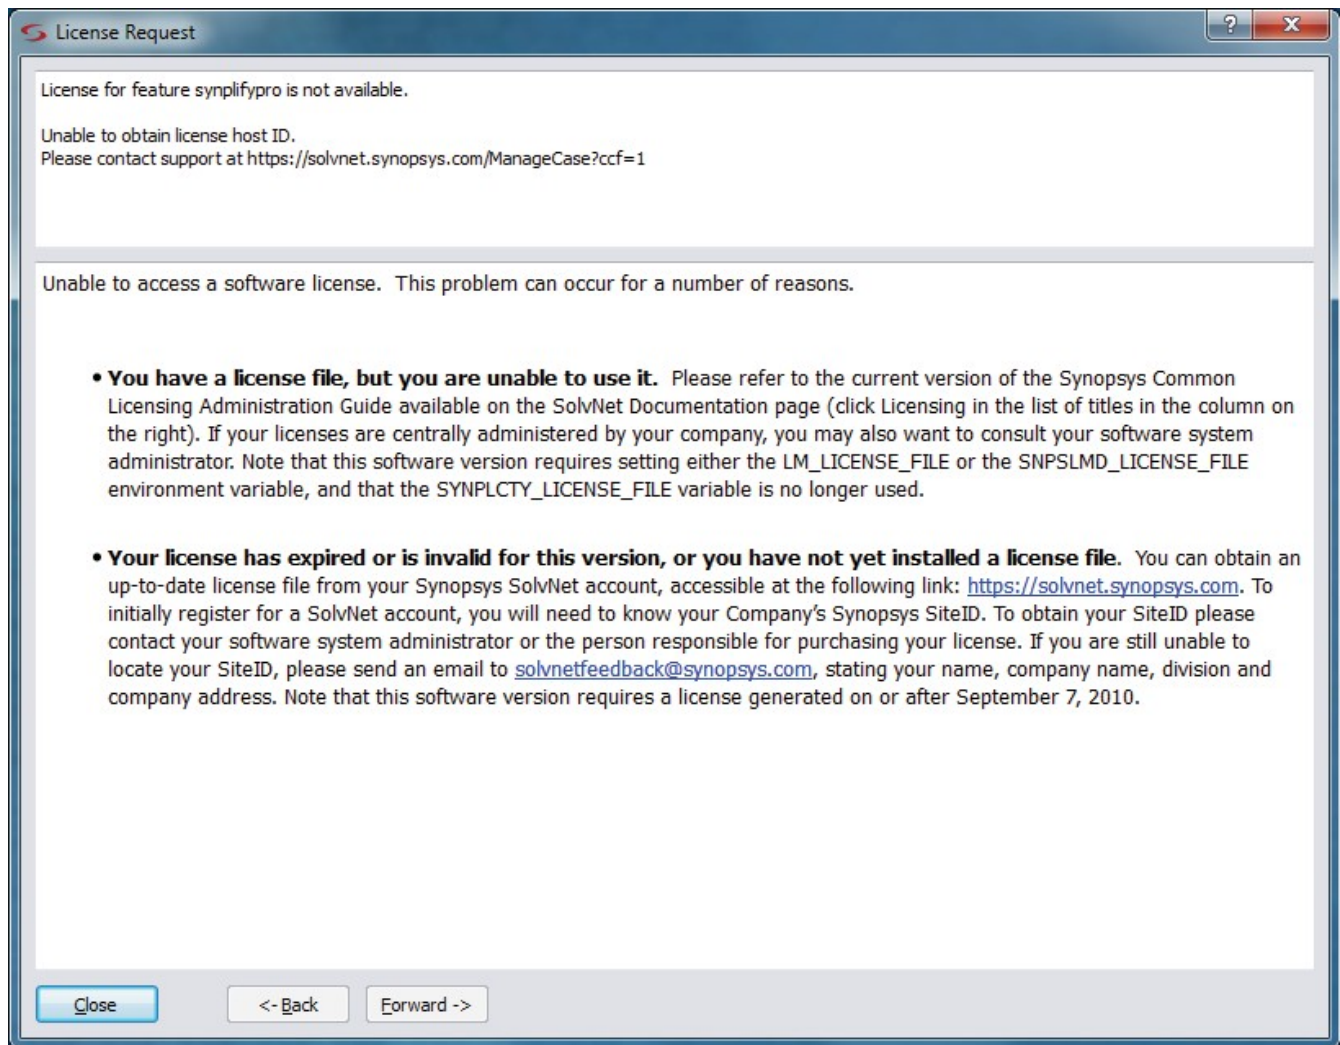 License Request
License for feature synplifypro is not available.
Unable to obtain license host ID.
Please contact support at https://solvnet.synopsys.com/ManageCase?ccf=1
Unable to access a software license.  This problem can occur for a number of reasons.
• You have a license file, but you are unable to use it.  Please refer to the current version of the Synopsys Common
Licensing Administration Guide available on the SolvNet Documentation page (click Licensing in the list of titles in the column on
the right). If your licenses are centrally administered by your company, you may also want to consult your software system
administrator. Note that this software version requires setting either the LM_LICENSE_FILE or the SNPSLMD_LICENSE_FILE
environment variable, and that the SYNPLCTY_LICENSE_FILE variable is no longer used.
• Your license has expired or is invalid for this version, or you have not yet installed a license file.  You can obtain an
up-to-date license file from your Synopsys SolvNet account, accessible at the following link: https://solvnet.synopsys.com. To
initially register for a SolvNet account, you will need to know your Company's Synopsys SiteID. To obtain your SiteID please
contact your software system administrator or the person responsible for purchasing your license. If you are still unable to
locate your SiteID, please send an email to solvnetfeedback@synopsys.com, stating your name, company name, division and
company address. Note that this software version requires a license generated on or after September 7, 2010.
Close <- Back Forward ->